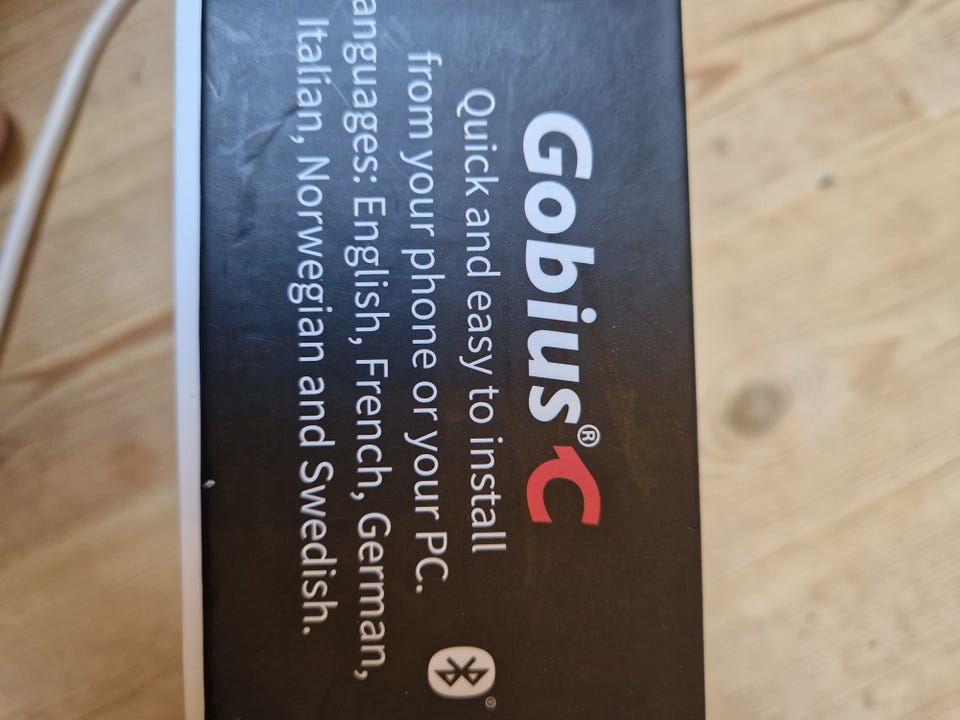 Gobius® C
Quick and easy to install
from your phone or your PC.
anguages: English, French, German,
Italian, Norwegian and Swedish.